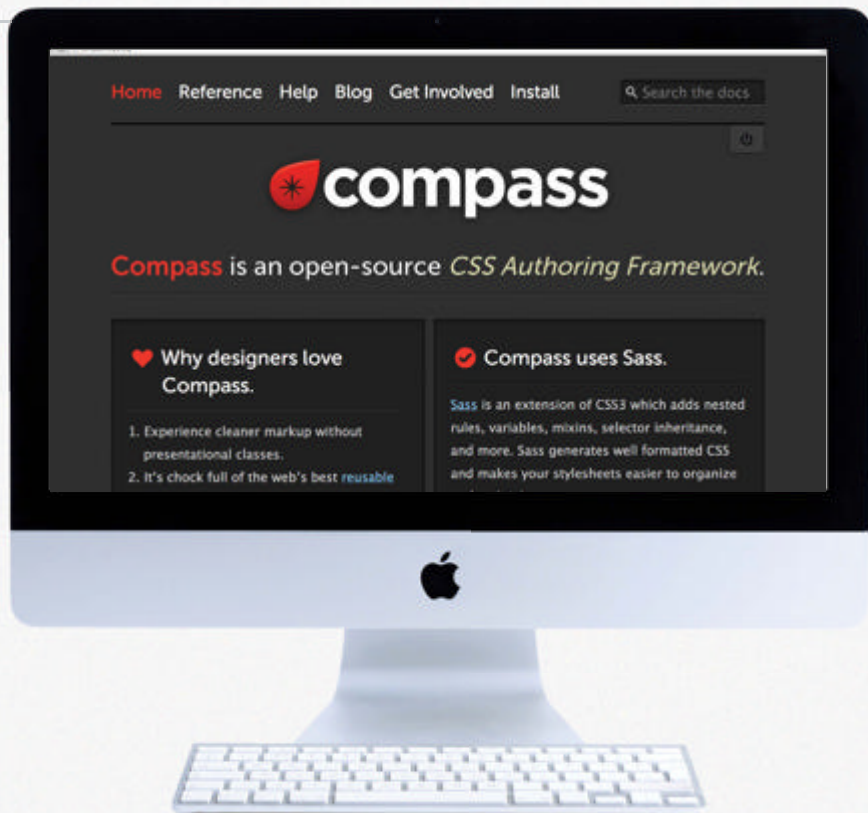 Home Reference Help Blog Get Involved Install Search the docs
compass
Compass is an open-source CSS Authoring Framework.
Why designers love
Compass.
1. Experience cleaner markup without
presentational classes.
2. It's chock full of the web's best reusable
Compass uses Sass.
Sass is an extension of CSS3 which adds nested
rules, variables, mixins, selector inheritance,
and more. Sass generates well formatted CSS
and makes your stylesheets easier to organize